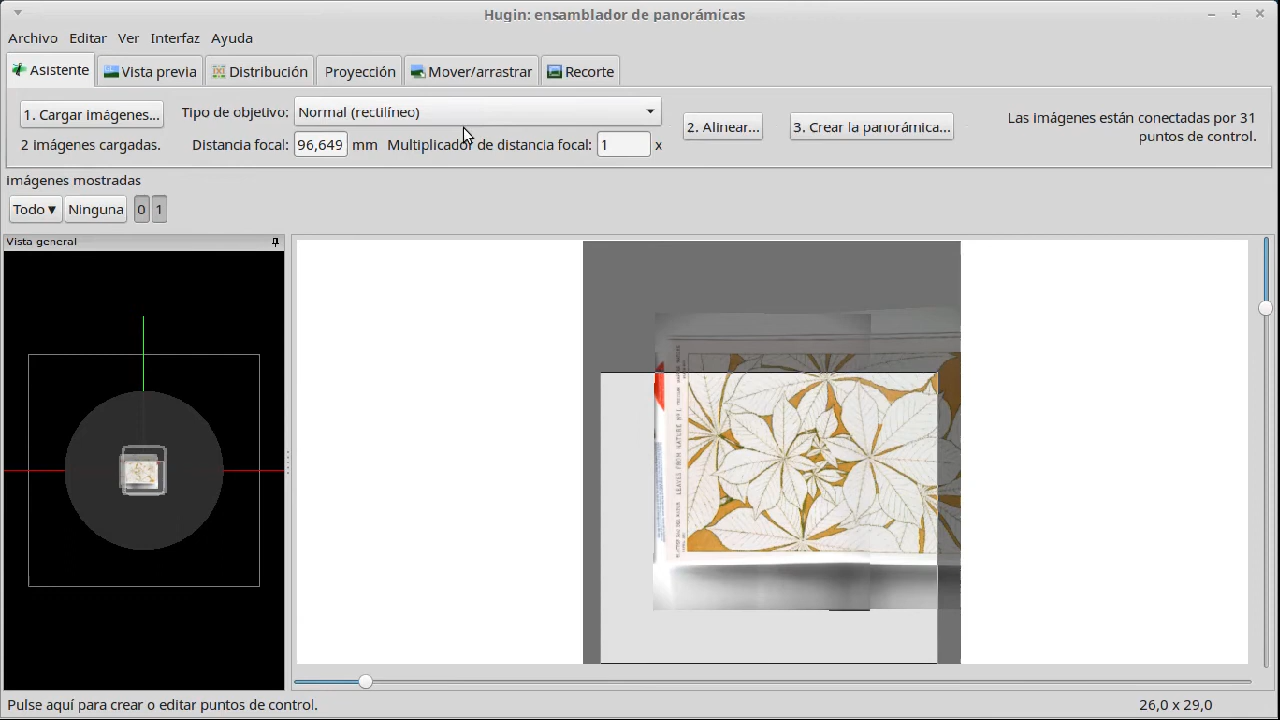 Hugin: ensamblador de panorámicas
Archivo Editar Ver Interfaz Ayuda
Asistente Vista previa Distribución Proyección Mover/arrastrar Recorte
1. Cargar imágenes... Tipo de objetivo: Normal (rectilíneo) 2. Alinear... 3. Crear la panorámica... Las imágenes están conectadas por 31 puntos de control.
2 imágenes cargadas. Distancia focal: 96,649 mm Multiplicador de distancia focal: 1 x
Imágenes mostradas
Todo Ninguna 0 1
Vista general
LEAVES FROM NATURE
Pulse aquí para crear o editar puntos de control. 26,0 x 29,0